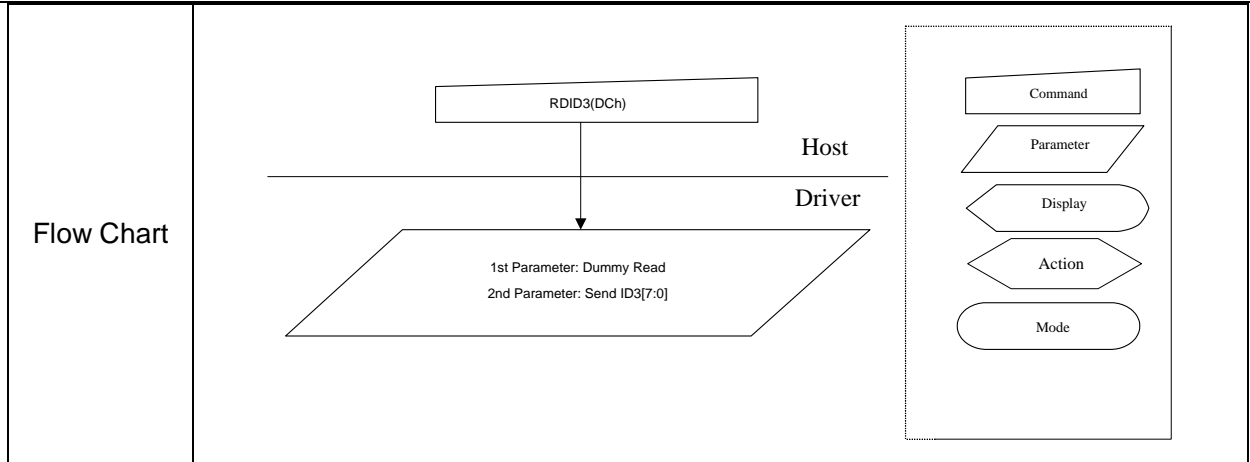 Flow Chart
RDID3(DCh)
Host
Driver
1st Parameter: Dummy Read
2nd Parameter: Send ID3[7:0]
Command
Parameter
Display
Action
Mode